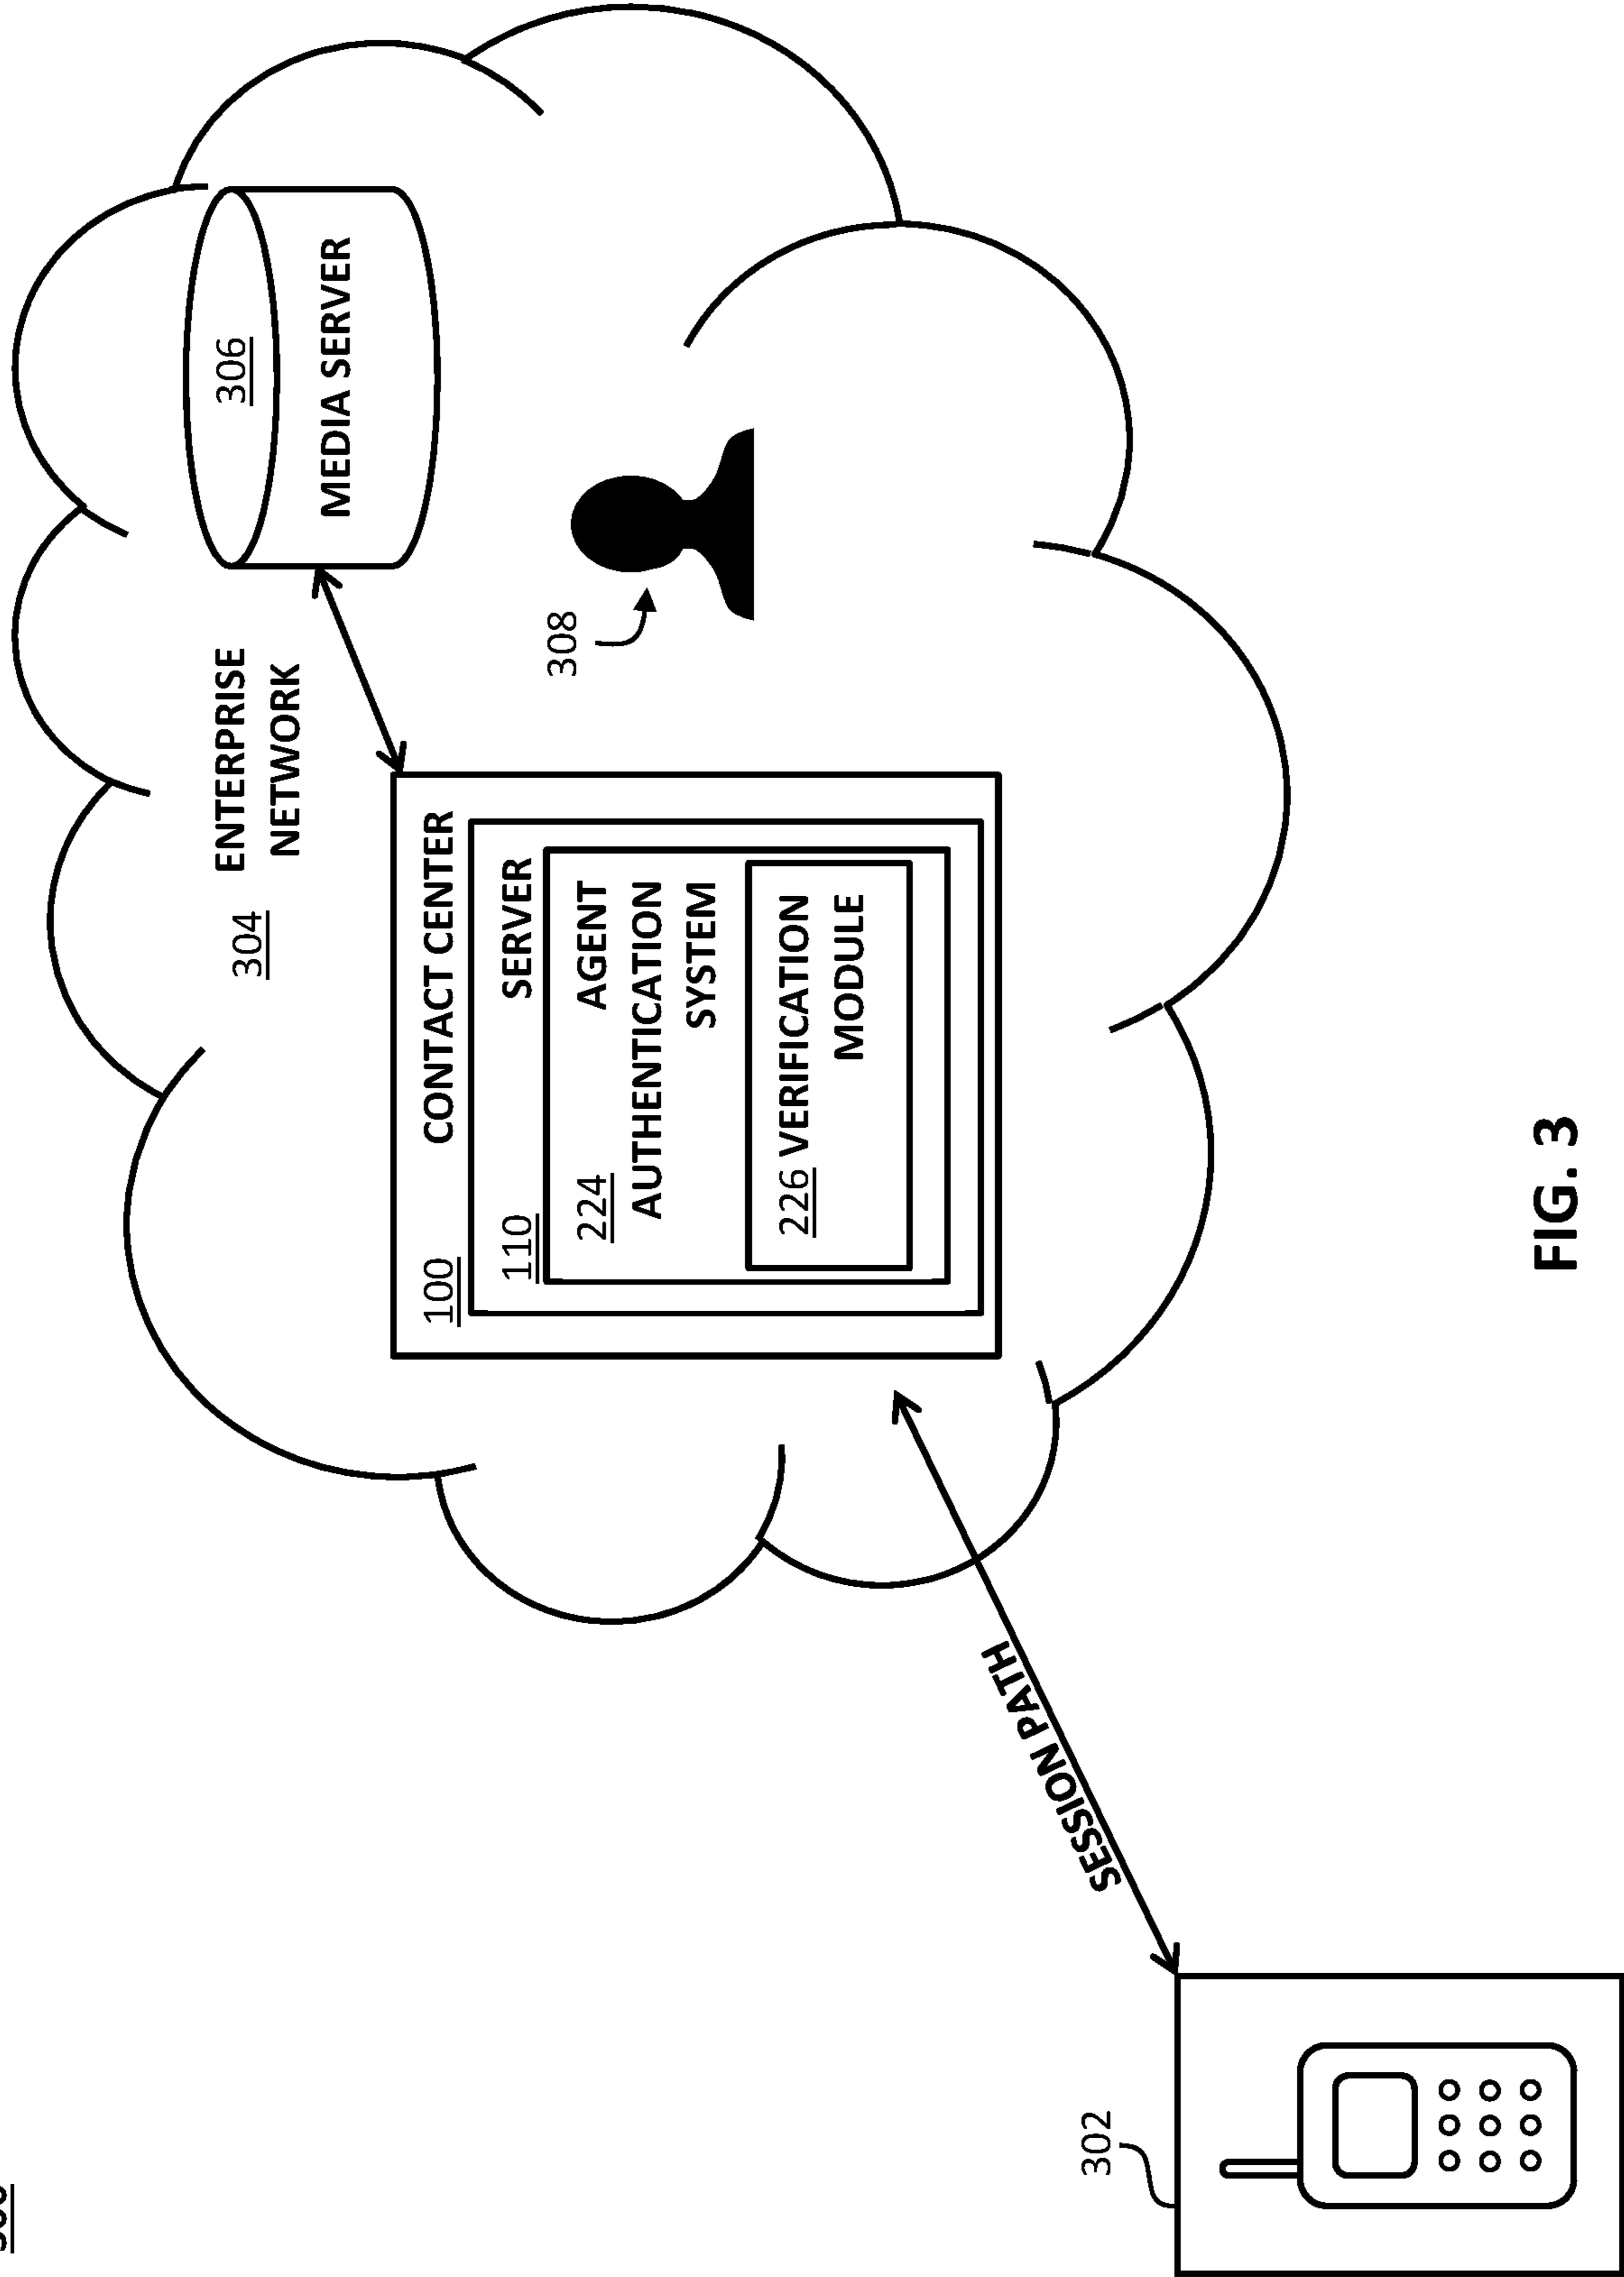 304
ENTERPRISE
NETWORK
306
MEDIA SERVER
100 CONTACT CENTER
110 SERVER
224 AGENT
AUTHENTICATION
SYSTEM
226 VERIFICATION
MODULE
308
SESSION PATH
302
FIG. 3